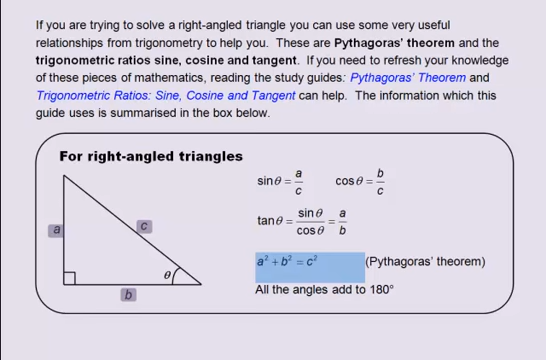 If you are trying to solve a right-angled triangle you can use some very useful
relationships from trigonometry to help you. These are Pythagoras' theorem and the
trigonometric ratios sine, cosine and tangent. If you need to refresh your knowledge
of these pieces of mathematics, reading the study guides: Pythagoras' Theorem and
Trigonometric Ratios: Sine, Cosine and Tangent can help. The information which this
guide uses is summarised in the box below.
For right-angled triangles
sinθ = a/c cosθ = b/c
tanθ = sinθ/cosθ = a/b
a² + b² = c² (Pythagoras' theorem)
All the angles add to 180°
a
c
θ
b